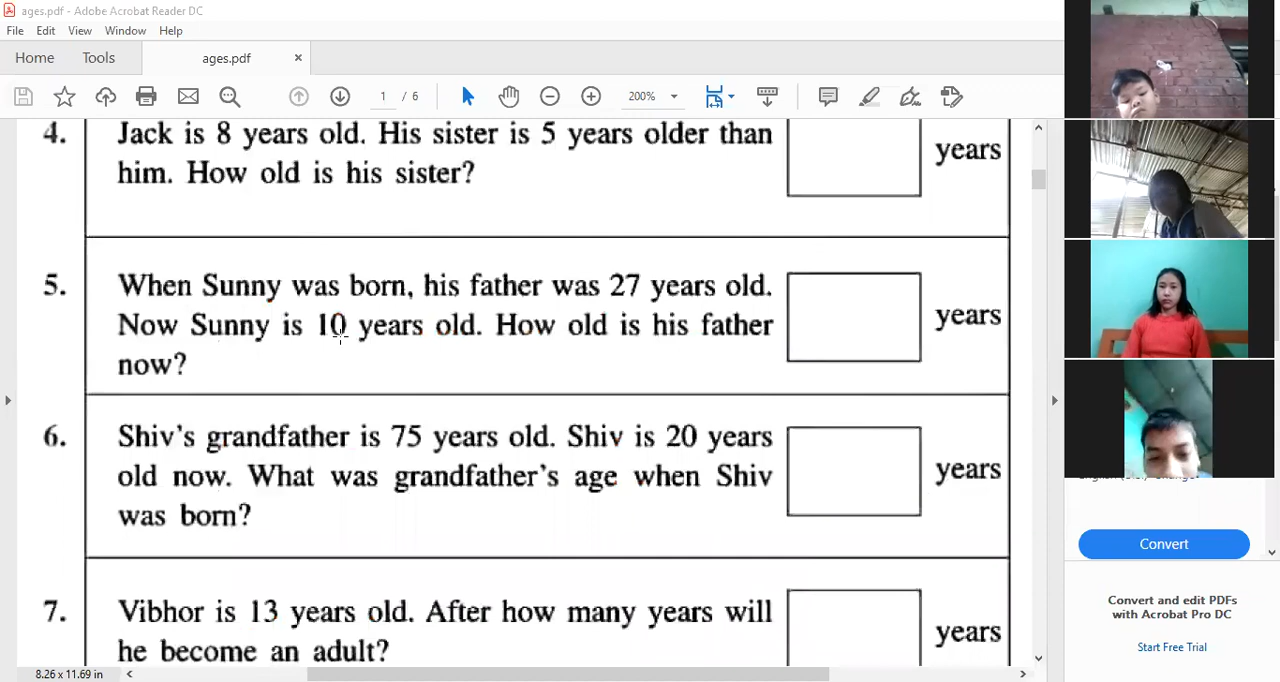 ages.pdf - Adobe Acrobat Reader DC
File Edit View Window Help
Home Tools ages.pdf ×
1 / 6 200%
4. Jack is 8 years old. His sister is 5 years older than
him. How old is his sister?
years
5. When Sunny was born, his father was 27 years old.
Now Sunny is 10 years old. How old is his father
now?
years
6. Shiv's grandfather is 75 years old. Shiv is 20 years
old now. What was grandfather's age when Shiv
was born?
years
7. Vibhor is 13 years old. After how many years will
he become an adult?
years
8.26 x 11.69 in
Convert
Convert and edit PDFs
with Acrobat Pro DC
Start Free Trial